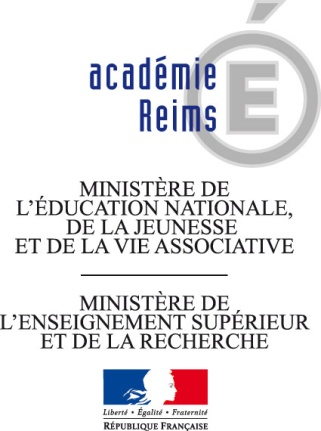 académie
Reims
É
MINISTÈRE DE
L'ÉDUCATION NATIONALE,
DE LA JEUNESSE
ET DE LA VIE ASSOCIATIVE
MINISTÈRE DE
L'ENSEIGNEMENT SUPÉRIEUR
ET DE LA RECHERCHE
Liberté • Égalité • Fraternité
RÉPUBLIQUE FRANÇAISE